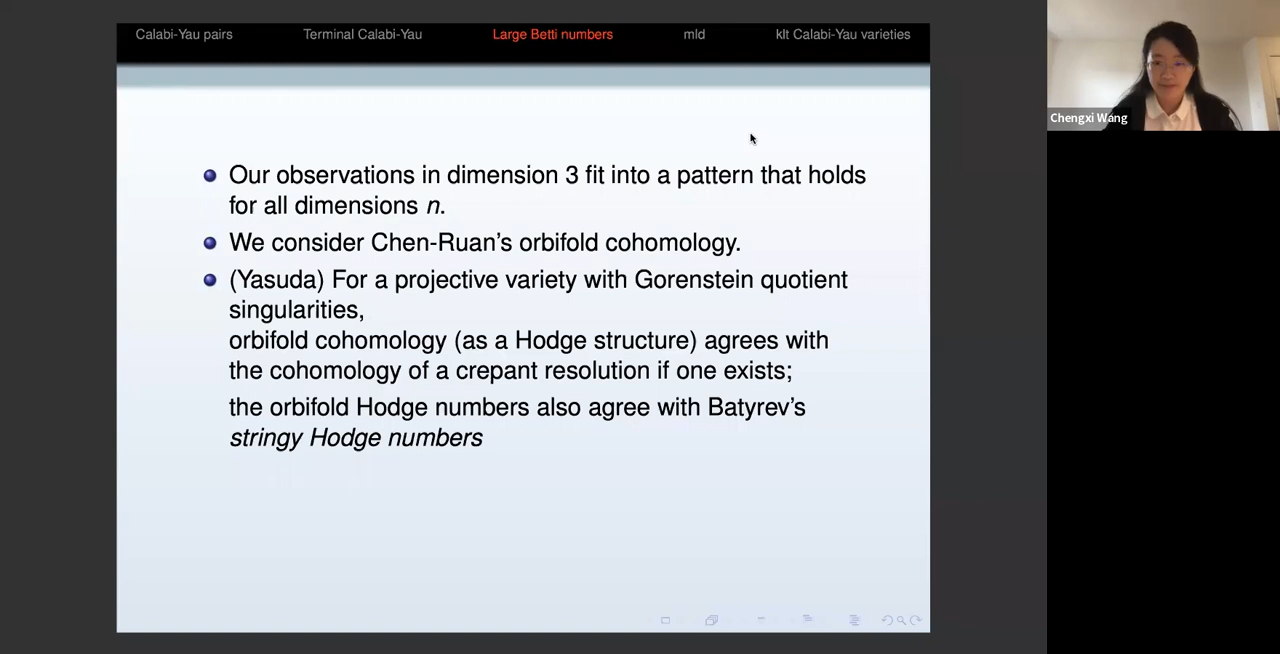 Calabi-Yau pairs Terminal Calabi-Yau Large Betti numbers mld klt Calabi-Yau varieties
Chengxi Wang
Our observations in dimension 3 fit into a pattern that holds
for all dimensions n.
We consider Chen-Ruan's orbifold cohomology.
(Yasuda) For a projective variety with Gorenstein quotient
singularities,
orbifold cohomology (as a Hodge structure) agrees with
the cohomology of a crepant resolution if one exists;
the orbifold Hodge numbers also agree with Batyrev's
stringy Hodge numbers